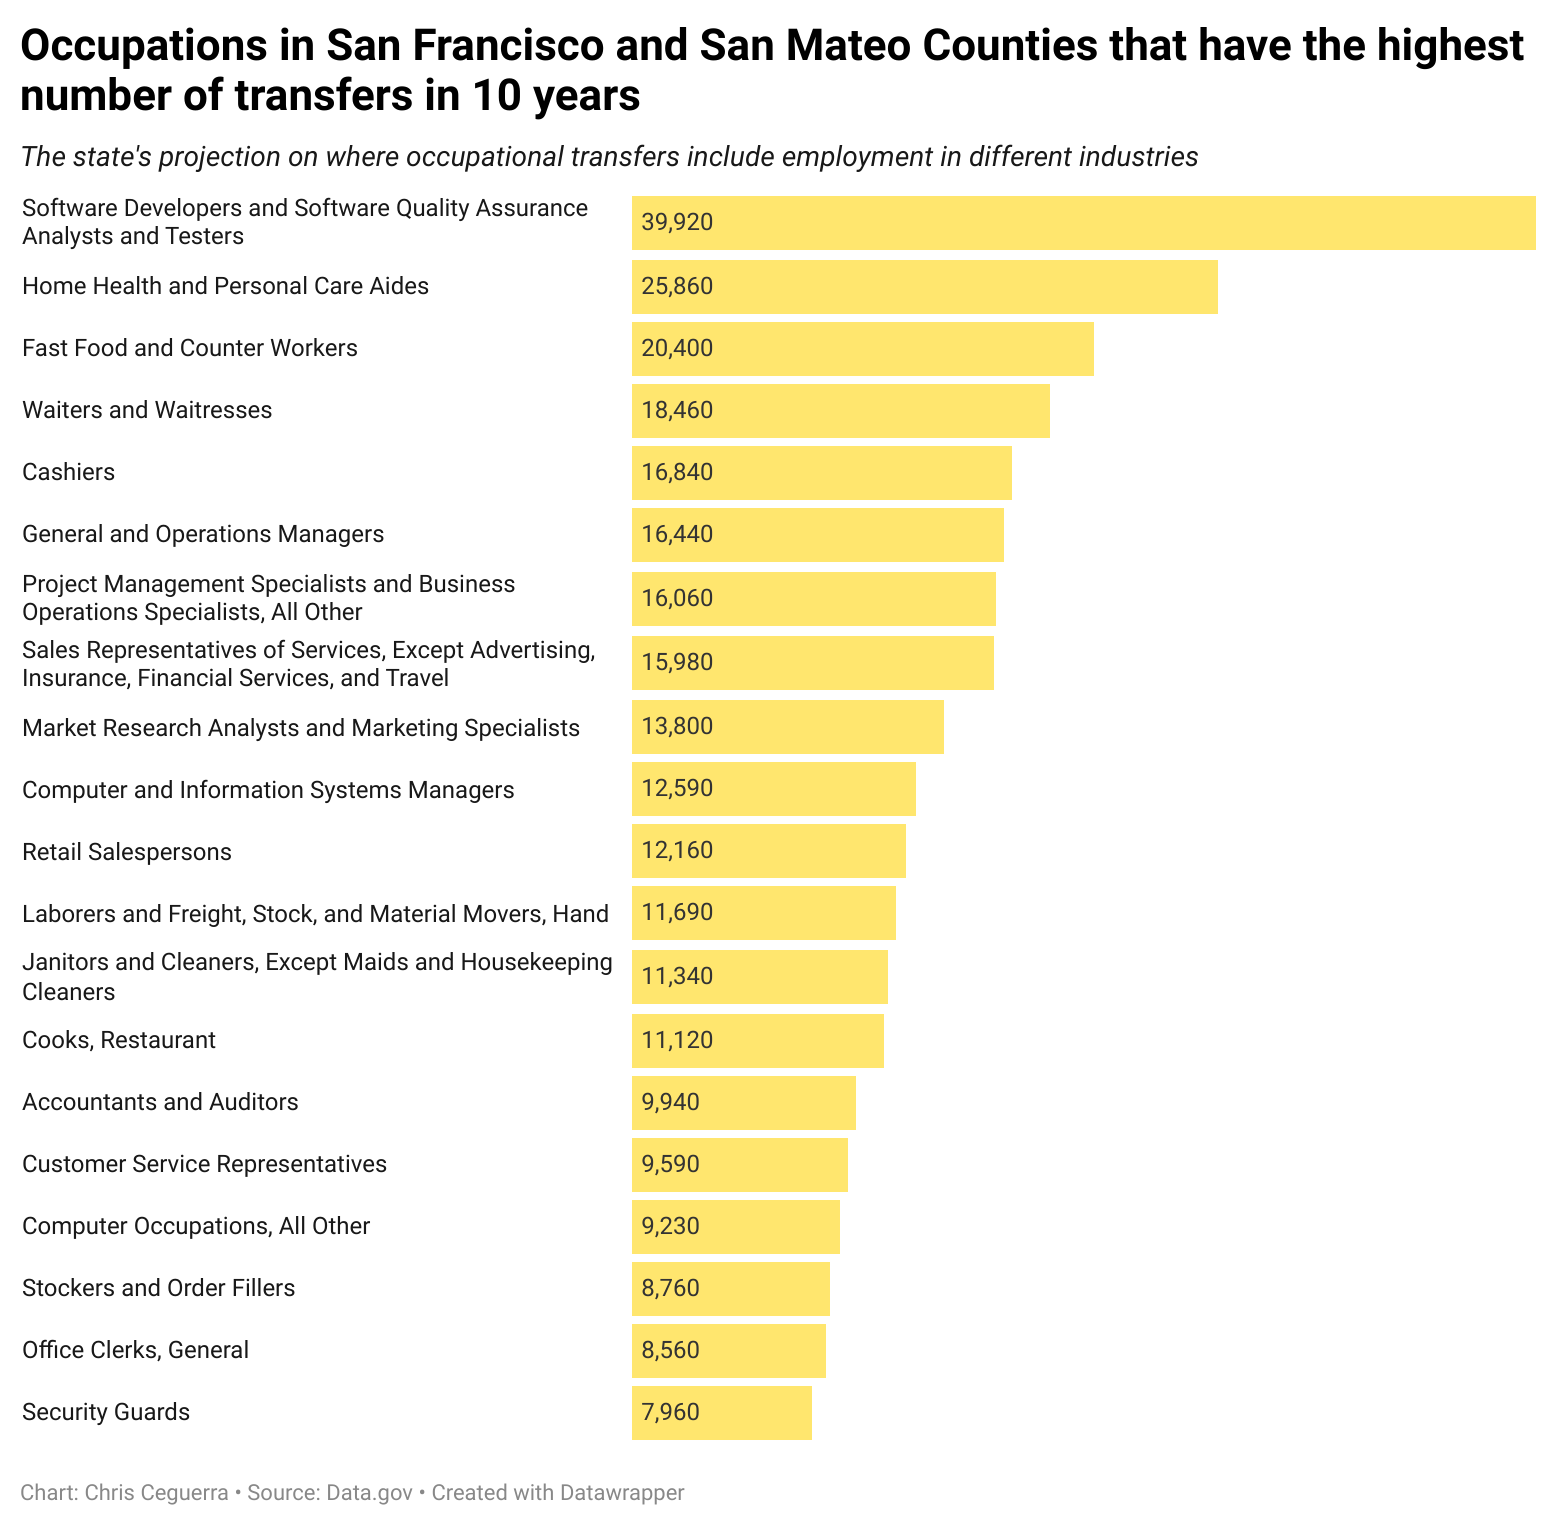 Occupations in San Francisco and San Mateo Counties that have the highest
number of transfers in 10 years
The state's projection on where occupational transfers include employment in different industries
Software Developers and Software Quality Assurance
Analysts and Testers
39,920
Home Health and Personal Care Aides
25,860
Fast Food and Counter Workers
20,400
Waiters and Waitresses
18,460
Cashiers
16,840
General and Operations Managers
16,440
Project Management Specialists and Business
Operations Specialists, All Other
16,060
Sales Representatives of Services, Except Advertising,
Insurance, Financial Services, and Travel
15,980
Market Research Analysts and Marketing Specialists
13,800
Computer and Information Systems Managers
12,590
Retail Salespersons
12,160
Laborers and Freight, Stock, and Material Movers, Hand
11,690
Janitors and Cleaners, Except Maids and Housekeeping
Cleaners
11,340
Cooks, Restaurant
11,120
Accountants and Auditors
9,940
Customer Service Representatives
9,590
Computer Occupations, All Other
9,230
Stockers and Order Fillers
8,760
Office Clerks, General
8,560
Security Guards
7,960
Chart: Chris Ceguerra • Source: Data.gov • Created with Datawrapper